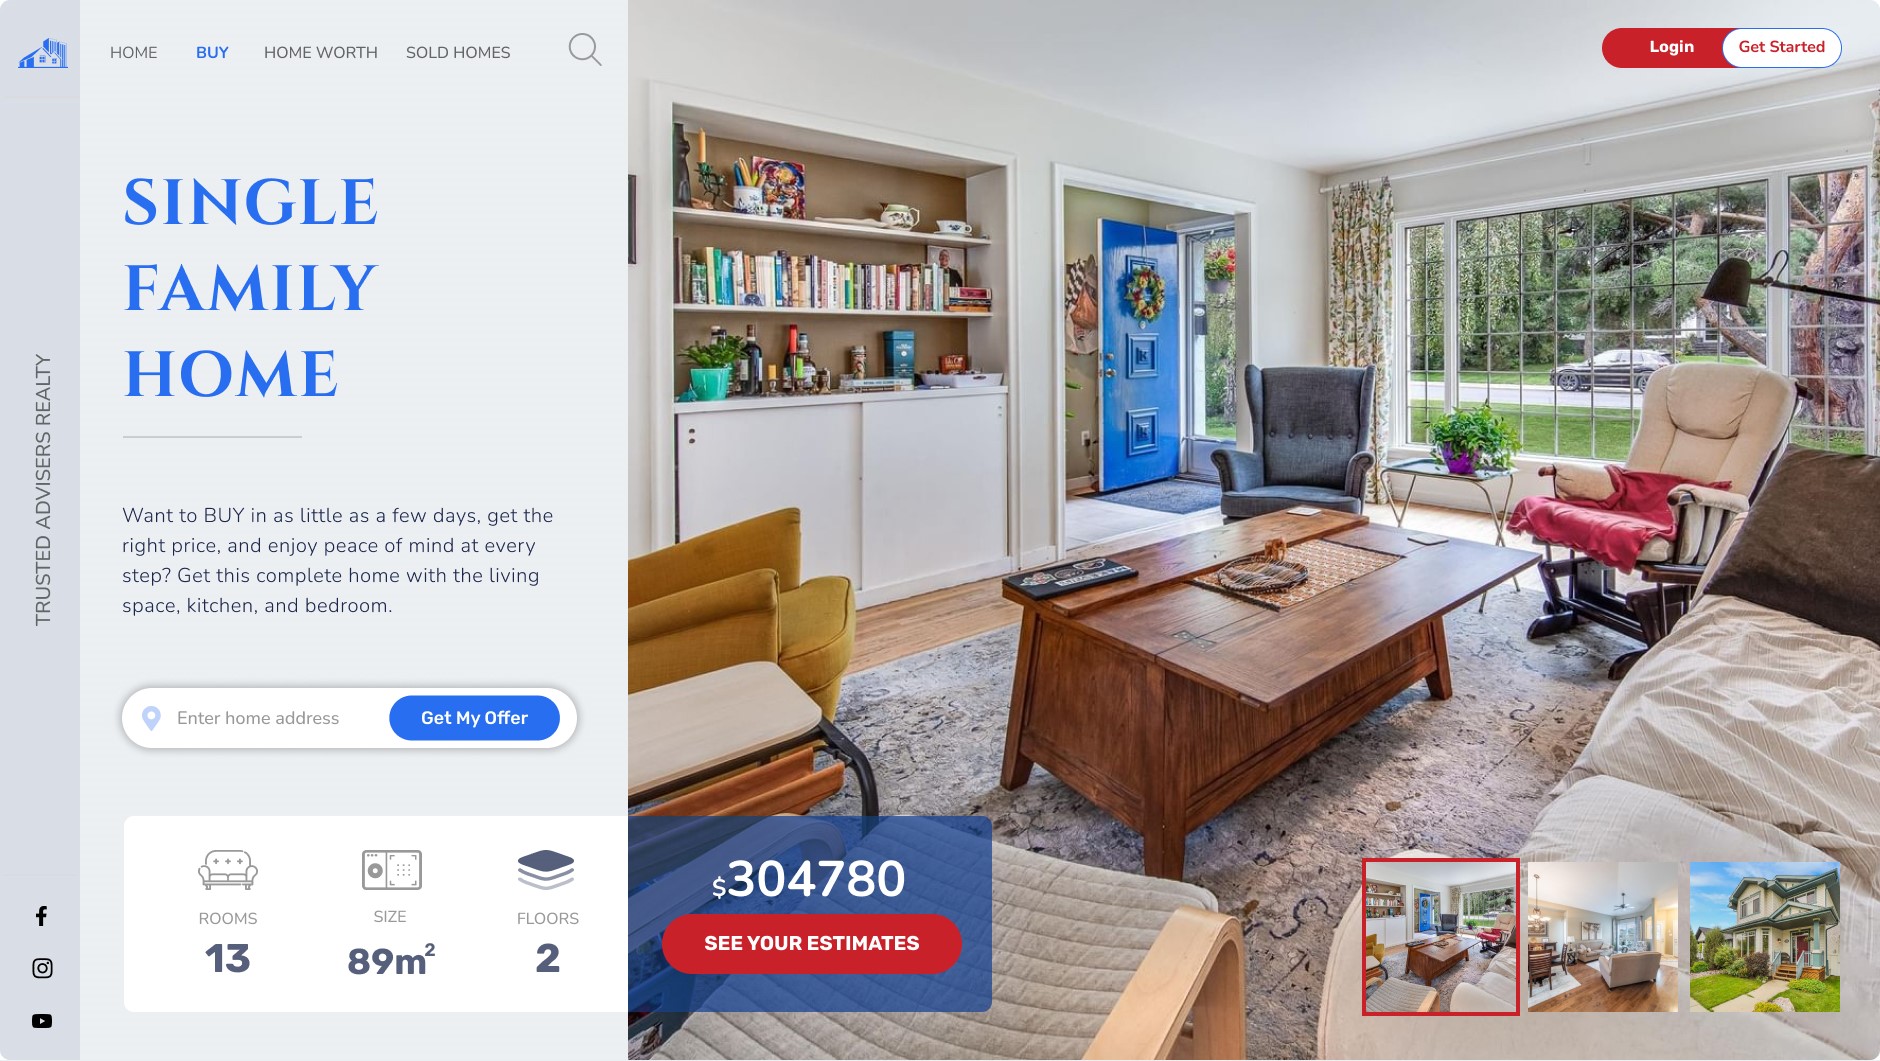 HOME
BUY
HOME WORTH
SOLD HOMES
Login
Get Started
SINGLE
FAMILY
HOME
TRUSTED ADVISERS REALTY
Want to BUY in as little as a few days, get the
right price, and enjoy peace of mind at every
step? Get this complete home with the living
space, kitchen, and bedroom.
Enter home address
Get My Offer
ROOMS
13
SIZE
89m²
FLOORS
2
$304780
SEE YOUR ESTIMATES